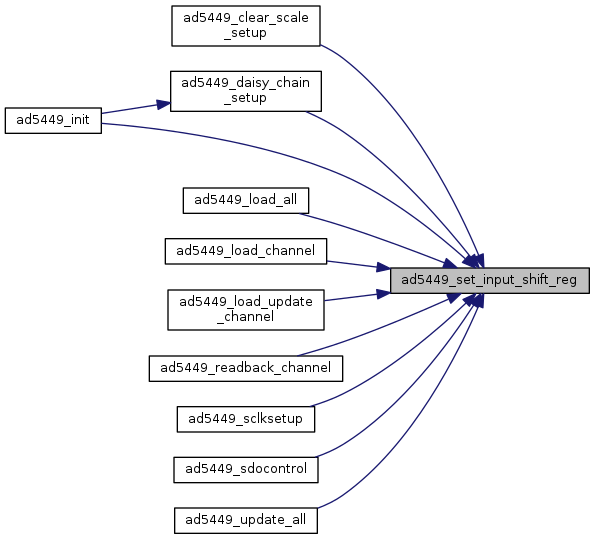 ad5449_clear_scale
_setup
ad5449_daisy_chain
_setup
ad5449_init
ad5449_load_all
ad5449_load_channel
ad5449_set_input_shift_reg
ad5449_load_update
_channel
ad5449_readback_channel
ad5449_sclksetup
ad5449_sdocontrol
ad5449_update_all